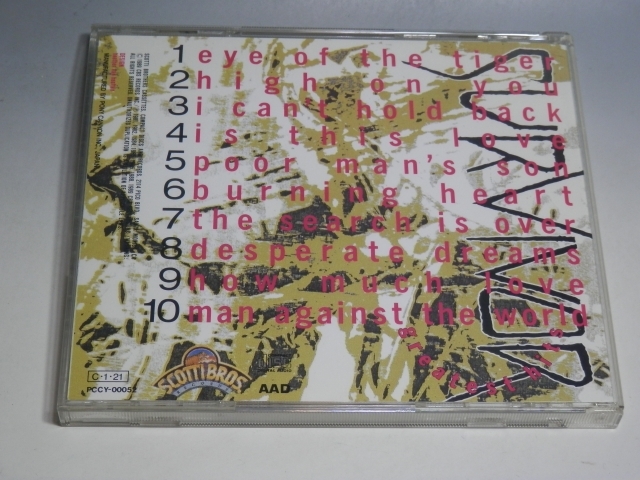 1 eye of the tiger
2 high on you
3 i can't hold back
4 is this love
5 poor man's son
6 burning heart
7 the search is over
8 desperate dreams
9 how much love
10 man against the world
SURVIVOR
greatest hits
SCOTTI BROS
RECORDS
AAD
C・1・21
PCCY-00052